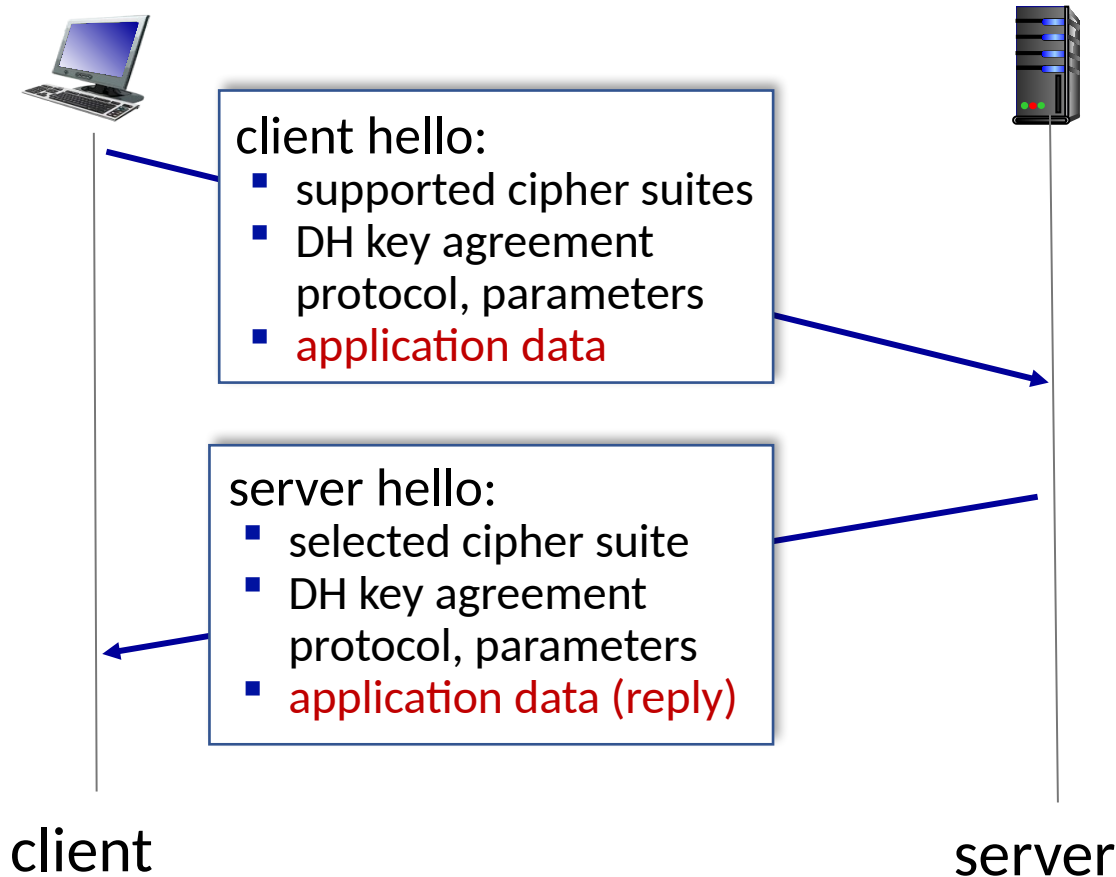 client hello:
▪ supported cipher suites
▪ DH key agreement
protocol, parameters
▪ application data
server hello:
▪ selected cipher suite
▪ DH key agreement
protocol, parameters
▪ application data (reply)
client
server